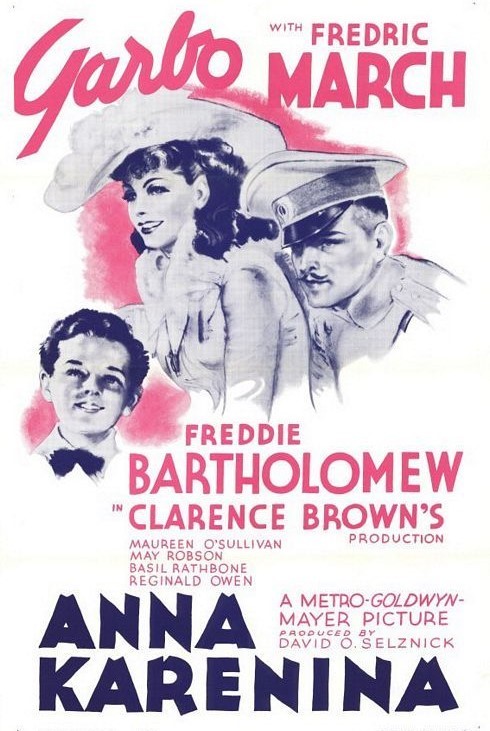 Garbo
WITH FREDRIC
MARCH
FREDDIE
BARTHOLOMEW
IN CLARENCE BROWN'S
PRODUCTION
MAUREEN O'SULLIVAN
MAY ROBSON
BASIL RATHBONE
REGINALD OWEN
A METRO-GOLDWYN-
MAYER PICTURE
PRODUCED BY
DAVID O. SELZNICK
ANNA
KARENINA